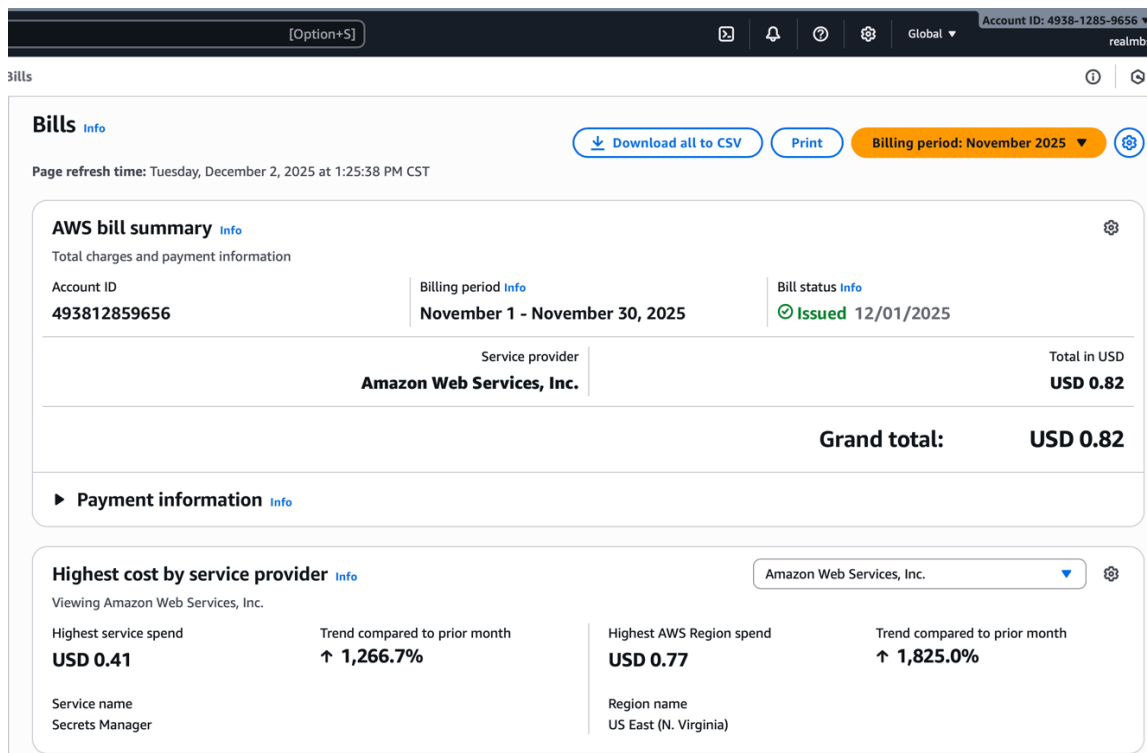 [Option+S]
Global
Account ID: 4938-1285-9656
realmb
Bills
Bills Info
Download all to CSV
Print
Billing period: November 2025
Page refresh time: Tuesday, December 2, 2025 at 1:25:38 PM CST
AWS bill summary Info
Total charges and payment information
Account ID
493812859656
Billing period Info
November 1 - November 30, 2025
Bill status Info
Issued 12/01/2025
Service provider
Amazon Web Services, Inc.
Total in USD
USD 0.82
Grand total: USD 0.82
Payment information Info
Highest cost by service provider Info
Amazon Web Services, Inc.
Viewing Amazon Web Services, Inc.
Highest service spend
USD 0.41
Trend compared to prior month
↑ 1,266.7%
Service name
Secrets Manager
Highest AWS Region spend
USD 0.77
Trend compared to prior month
↑ 1,825.0%
Region name
US East (N. Virginia)